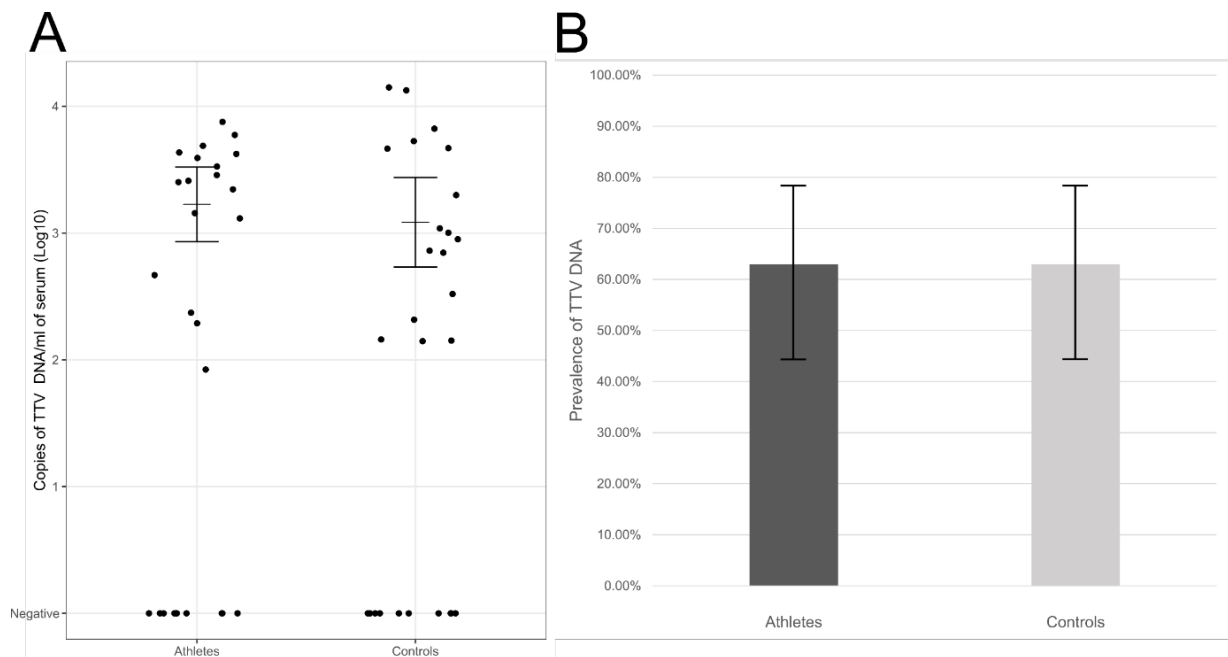 A
Copies of TTV DNA/ml of serum (Log10)
4
3
2
1
Negative
Athletes
Controls
B
Prevalence of TTV DNA
100.00%
90.00%
80.00%
70.00%
60.00%
50.00%
40.00%
30.00%
20.00%
10.00%
0.00%
Athletes
Controls